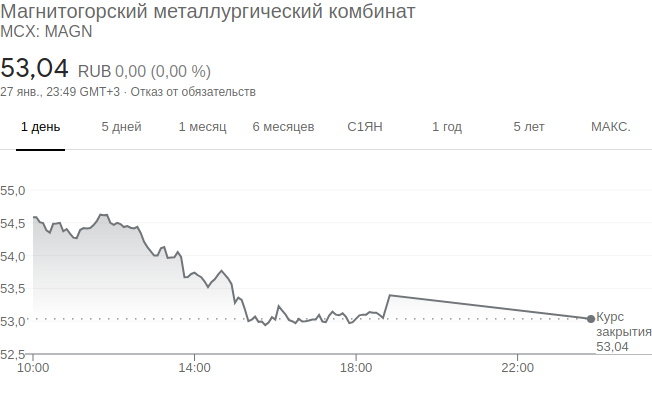 Магнитогорский металлургический комбинат
MCX: MAGN
53,04 RUB 0,00 (0,00 %)
27 янв., 23:49 GMT+3 · Отказ от обязательств
1 день 5 дней 1 месяц 6 месяцев С1ЯН 1 год 5 лет МАКС.
55,0
54,5
54,0
53,5
53,0
52,5
Курс
закрытия
53,04
10:00 14:00 18:00 22:00